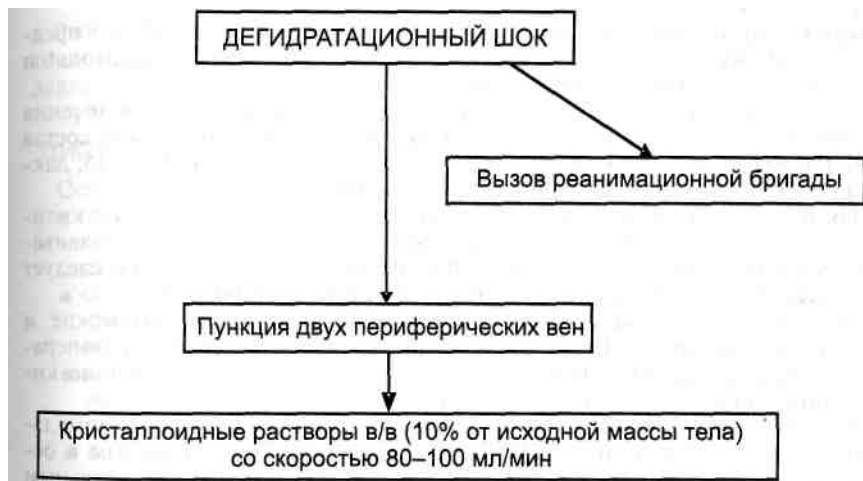 ДЕГИДРАТАЦИОННЫЙ ШОК
Вызов реанимационной бригады
Пункция двух периферических вен
Кристаллоидные растворы в/в (10% от исходной массы тела)
со скоростью 80–100 мл/мин